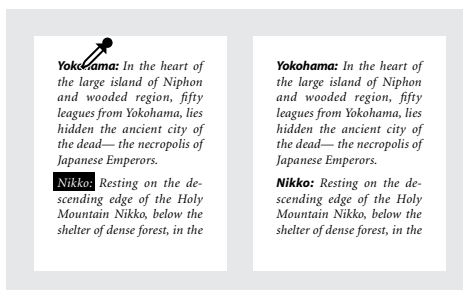 Yokohama: In the heart of
the large island of Niphon
and wooded region, fifty
leagues from Yokohama, lies
hidden the ancient city of
the dead— the necropolis of
Japanese Emperors.
Nikko: Resting on the de-
scending edge of the Holy
Mountain Nikko, below the
shelter of dense forest, in the
Yokohama: In the heart of
the large island of Niphon
and wooded region, fifty
leagues from Yokohama, lies
hidden the ancient city of
the dead— the necropolis of
Japanese Emperors.
Nikko: Resting on the de-
scending edge of the Holy
Mountain Nikko, below the
shelter of dense forest, in the